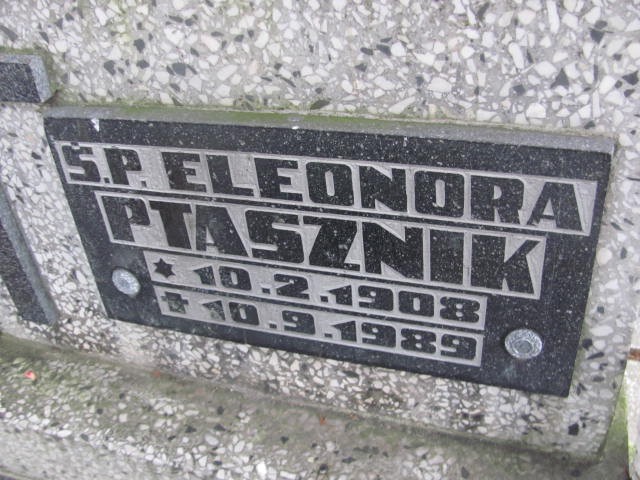 Ś.P. ELEONORA
PTASZNIK
★ 10.2.1908
✝ 10.9.1989